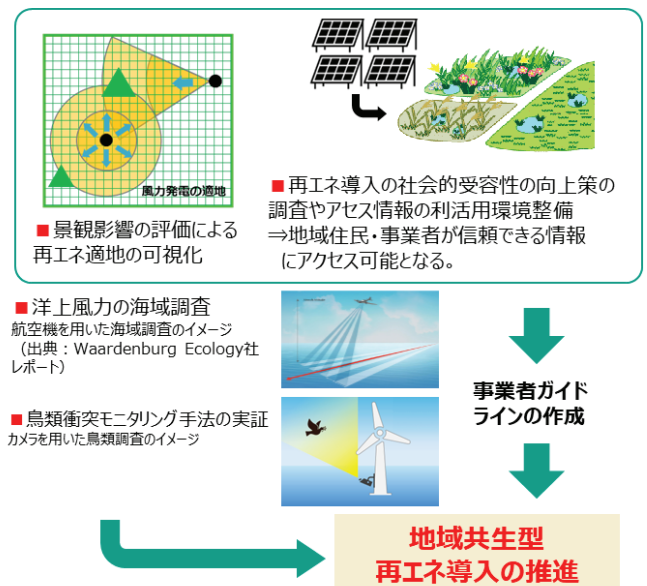 風力発電の適地
■景観影響の評価による
再エネ適地の可視化
■再エネ導入の社会的受容性の向上策の
調査やアセス情報の利活用環境整備
⇒地域住民・事業者が信頼できる情報
にアクセス可能となる。
■洋上風力の海域調査
航空機を用いた海域調査のイメージ
（出典：Waardenburg Ecology社
レポート）
■鳥類衝突モニタリング手法の実証
カメラを用いた鳥類調査のイメージ
事業者ガイド
ラインの作成
地域共生型
再エネ導入の推進